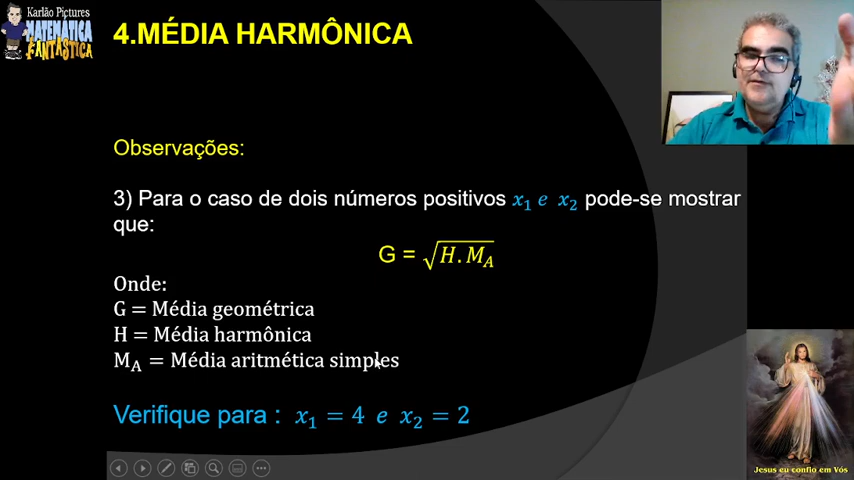 Karlão Pictures
MATEMÁTICA
FANTÁSTICA
4.MÉDIA HARMÔNICA
Observações:
3) Para o caso de dois números positivos x₁ e x₂ pode-se mostrar
que:
G = √H.M_A
Onde:
G = Média geométrica
H = Média harmônica
M_A = Média aritmética simples
Verifique para : x₁ = 4 e x₂ = 2
Jesus eu confio em Vós